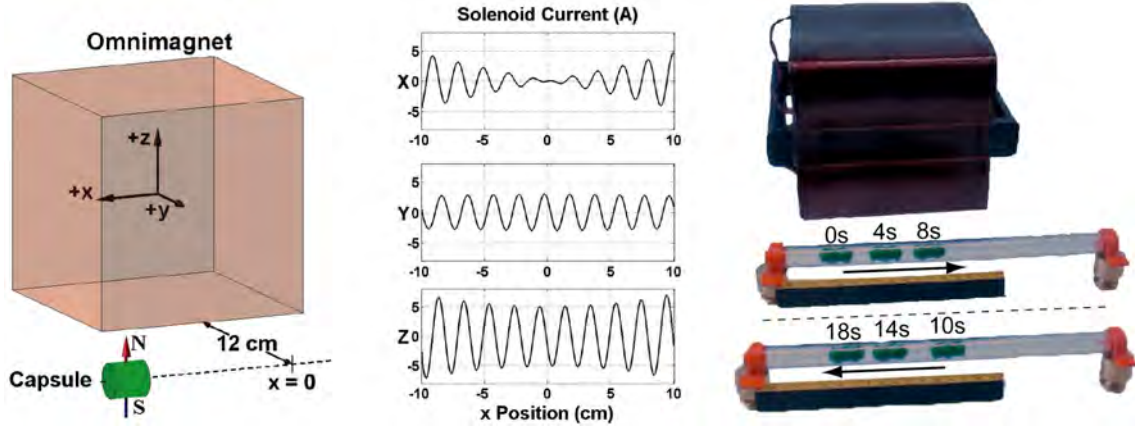 Omnimagnet
+z
+x
+y
12 cm
N
Capsule
S
x = 0
Solenoid Current (A)
5
X 0
-5
-10 -5 0 5 10
5
Y 0
-5
-10 -5 0 5 10
5
Z 0
-5
-10 -5 0 5 10
x Position (cm)
0s 4s 8s
18s 14s 10s